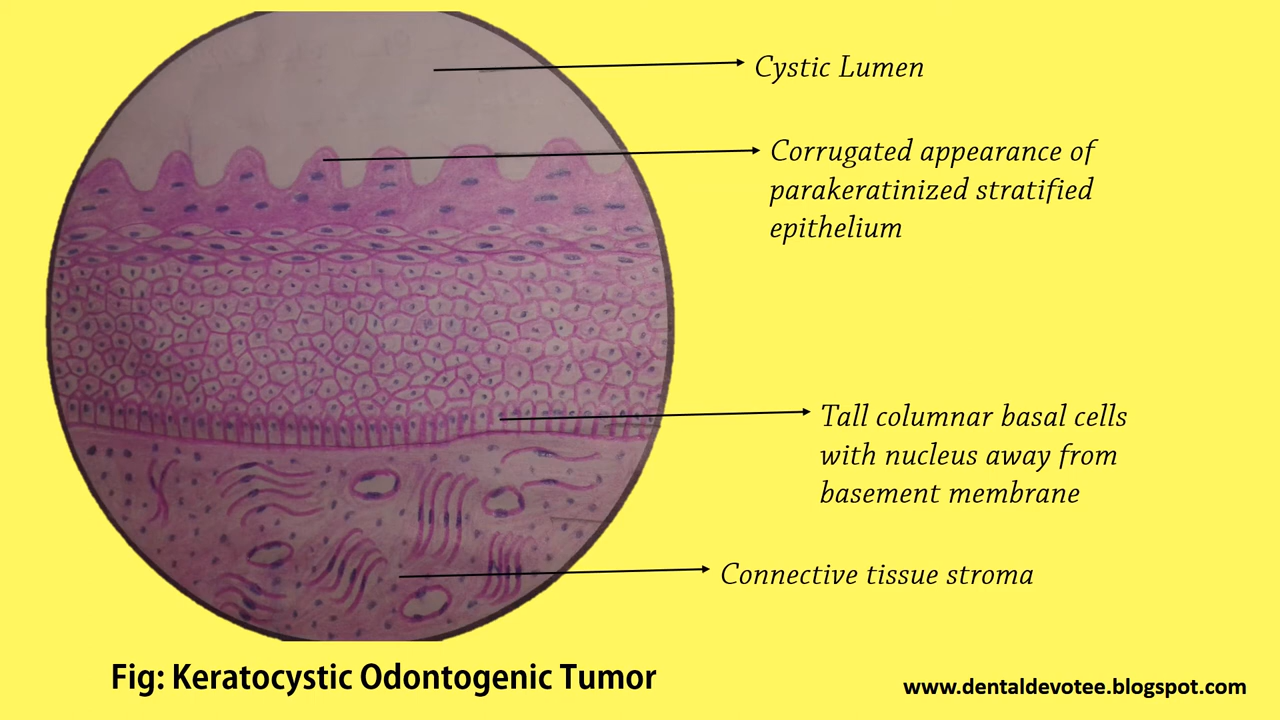 Cystic Lumen
Corrugated appearance of
parakeratinized stratified
epithelium
Tall columnar basal cells
with nucleus away from
basement membrane
Connective tissue stroma
Fig: Keratocystic Odontogenic Tumor
www.dentaldevotee.blogspot.com